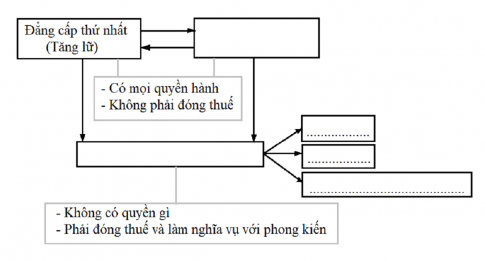 Đẳng cấp thứ nhất
(Tăng lữ)
- Có mọi quyền hành
- Không phải đóng thuế
....................
....................
..................................................
- Không có quyền gì
- Phải đóng thuế và làm nghĩa vụ với phong kiến